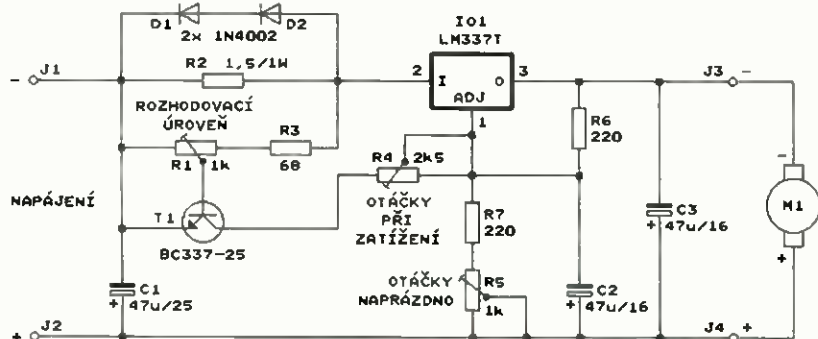 D1
D2
2x 1N4002
IO1
LM337T
- J1
R2 1,5/1W
2
I
O
3
ADJ
1
J3 -
ROZHODOVACÍ
ÚROVEŇ
R3
68
R1
1k
R4
2k5
R6
220
NAPÁJENÍ
T1
BC337-25
OTÁČKY
PŘI
ZATÍŽENÍ
R7
220
C3
+ 47u/16
-
M1
+
C1
+ 47u/25
OTÁČKY
NAPRÁZDNO
R5
1k
C2
+ 47u/16
+ J2
J4 +